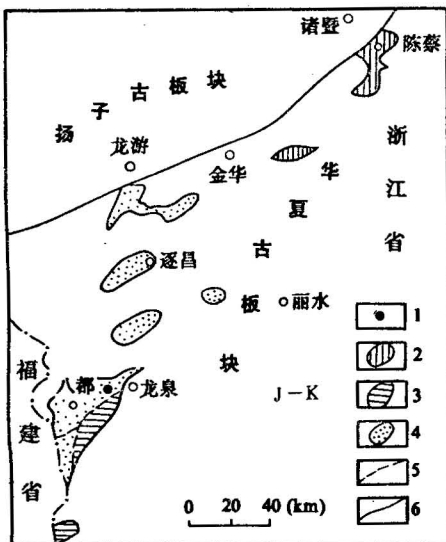 诸暨
陈蔡
扬子古板块
浙江省
龙游
金华
华夏古板块
遂昌
丽水
1
2
福建省
八都
龙泉
J-K
3
4
5
0 20 40 (km)
6